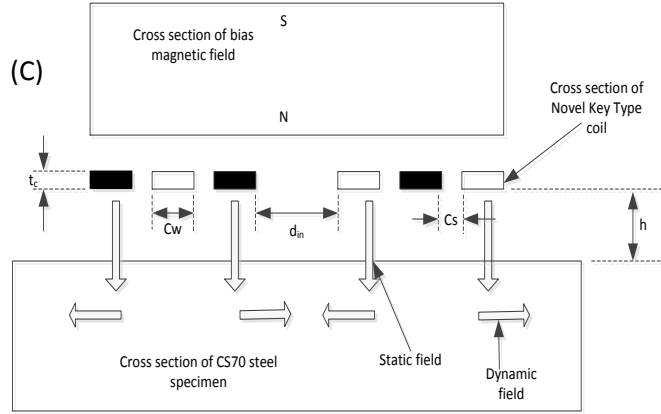 S
Cross section of bias
magnetic field
(C)
N
Cross section of
Novel Key Type
coil
tc
Cw
din
Cs
h
Cross section of CS70 steel
specimen
Static field
Dynamic
field